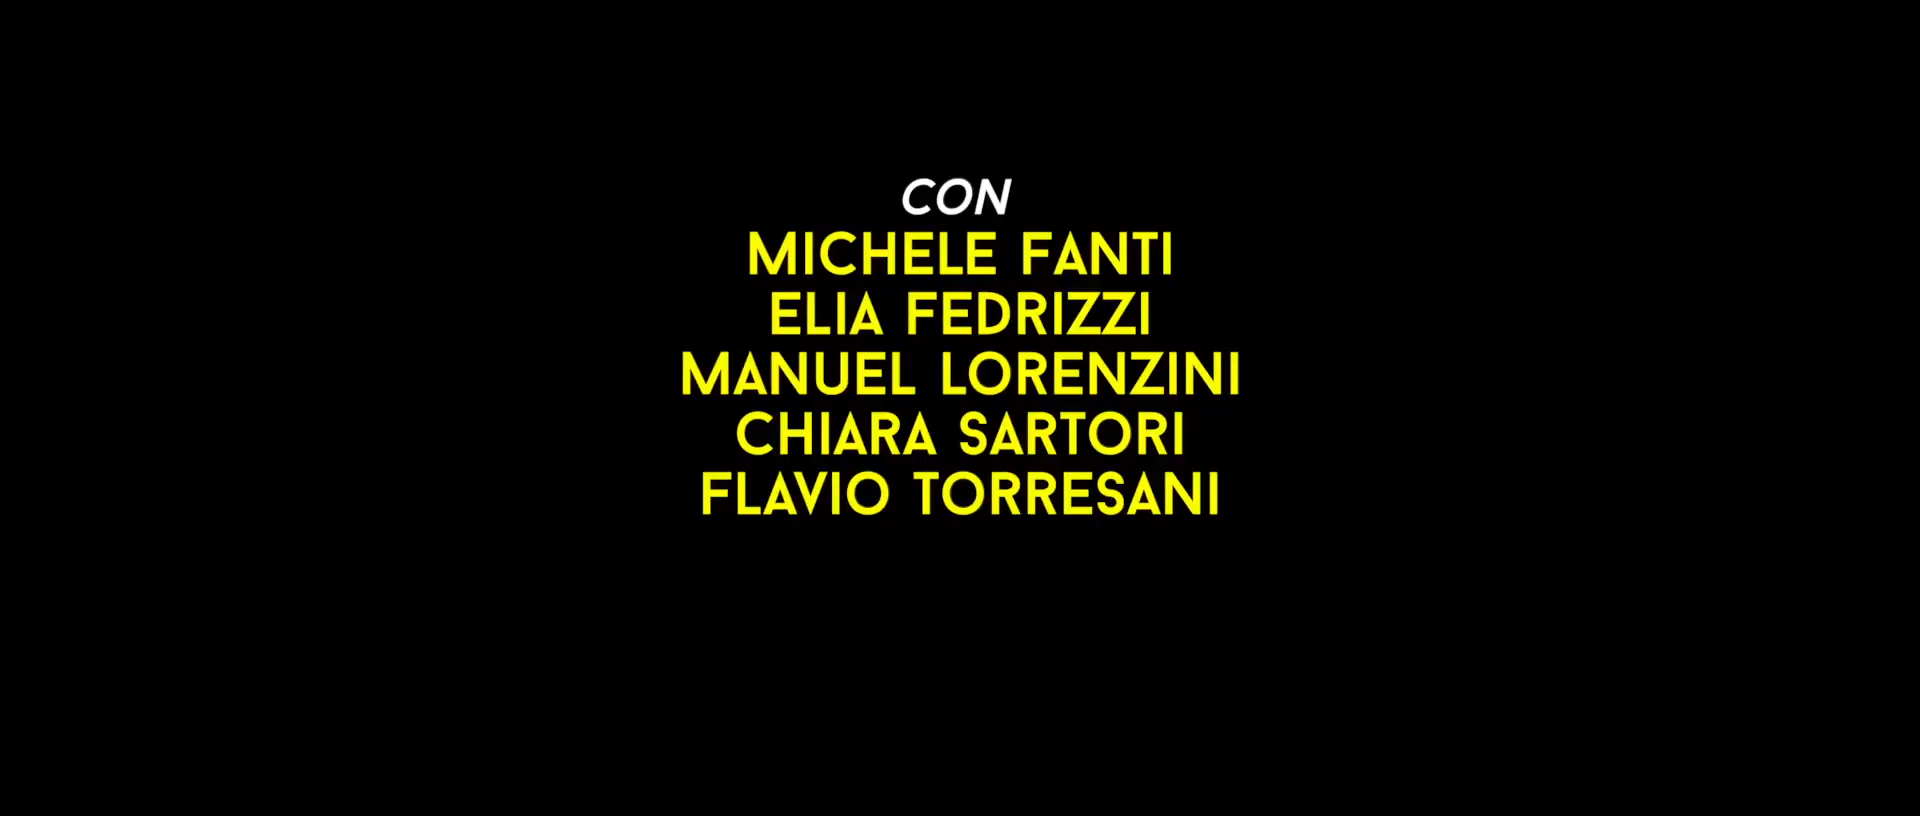 CON
MICHELE FANTI
ELIA FEDRIZZI
MANUEL LORENZINI
CHIARA SARTORI
FLAVIO TORRESANI